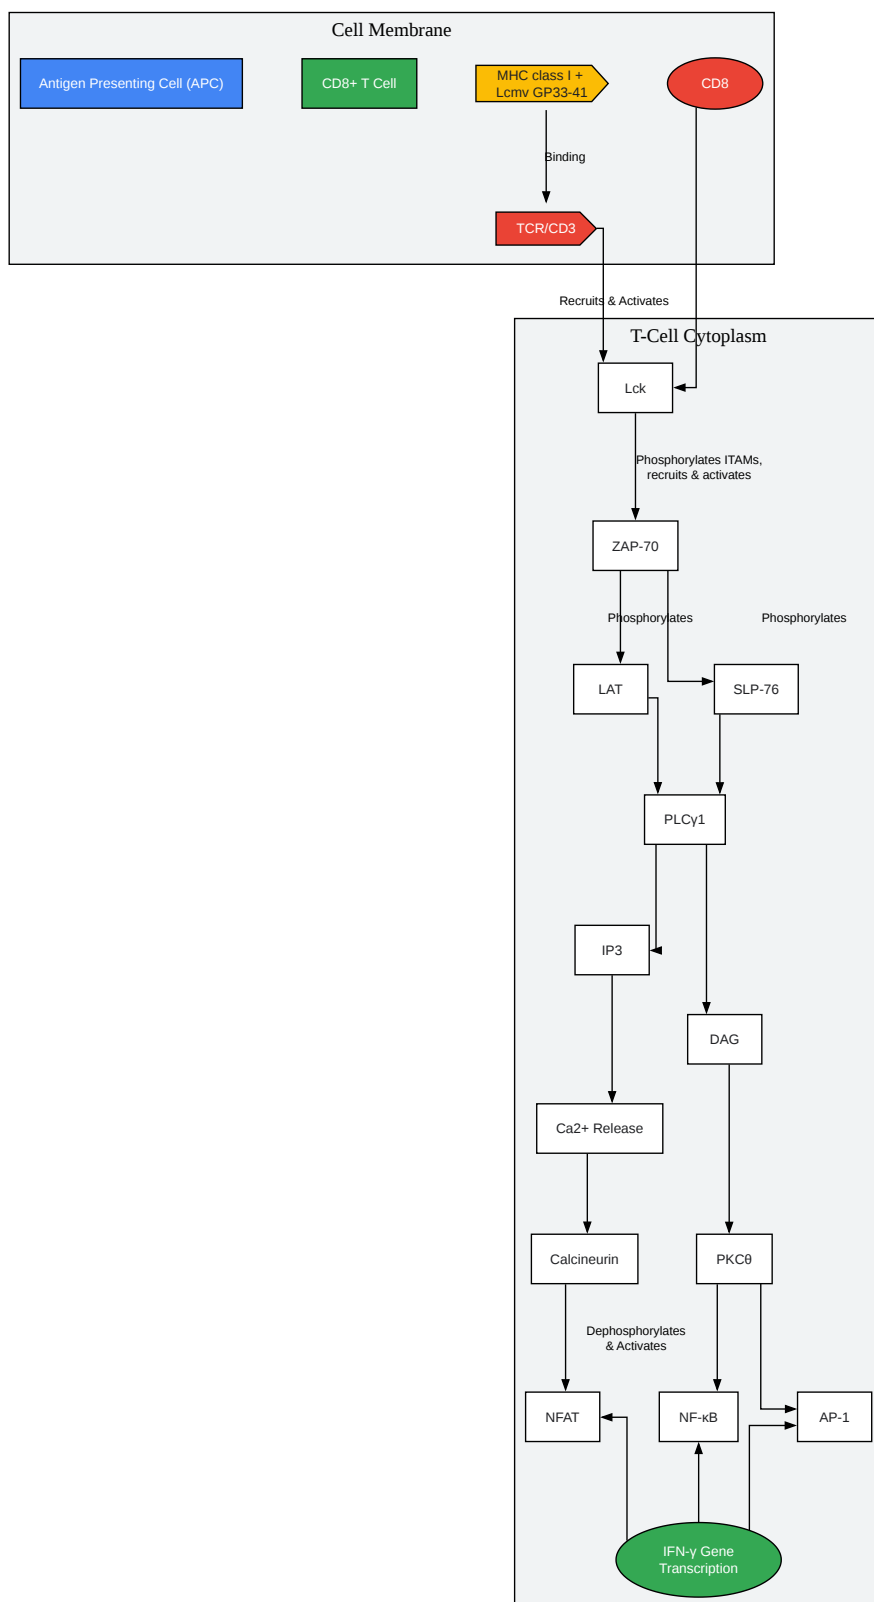 Cell Membrane
Antigen Presenting Cell (APC)
CD8+ T Cell
MHC class I +
Lcmv GP33-41
CD8
Binding
TCR/CD3
Recruits & Activates
T-Cell Cytoplasm
Lck
Phosphorylates ITAMs,
recruits & activates
ZAP-70
Phosphorylates
Phosphorylates
LAT
SLP-76
PLCγ1
IP3
DAG
Ca2+ Release
Calcineurin
PKCθ
Dephosphorylates
& Activates
NFAT
NF-κB
AP-1
IFN-γ Gene
Transcription